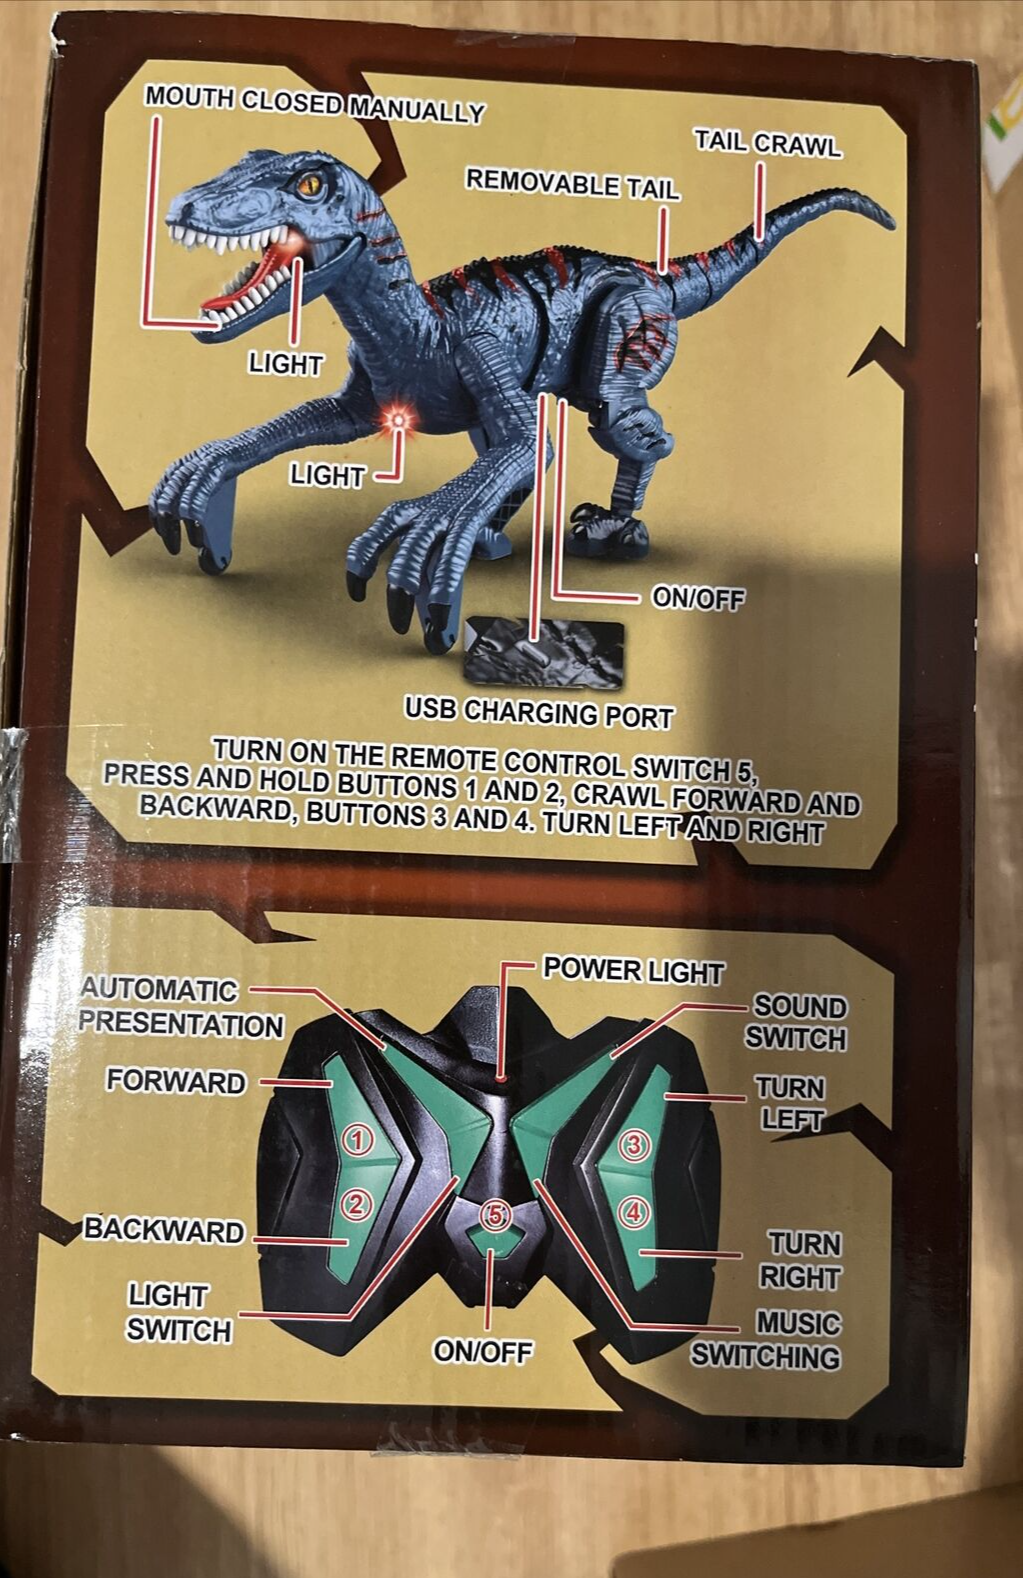 MOUTH CLOSED MANUALLY
TAIL CRAWL
REMOVABLE TAIL
LIGHT
LIGHT
ON/OFF
USB CHARGING PORT
TURN ON THE REMOTE CONTROL SWITCH 5,
PRESS AND HOLD BUTTONS 1 AND 2, CRAWL FORWARD AND
BACKWARD, BUTTONS 3 AND 4. TURN LEFT AND RIGHT
POWER LIGHT
AUTOMATIC
PRESENTATION
SOUND
SWITCH
FORWARD
TURN
LEFT
1
3
2
4
5
BACKWARD
TURN
RIGHT
LIGHT
SWITCH
ON/OFF
MUSIC
SWITCHING